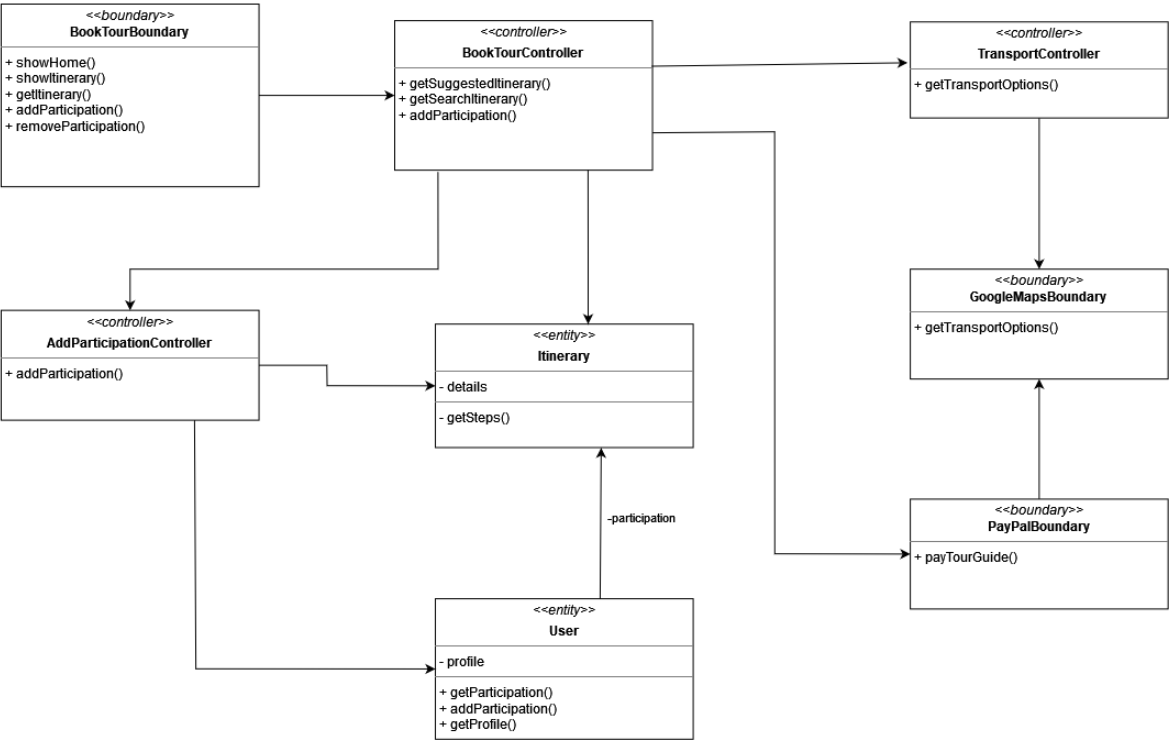 <<boundary>>
BookTourBoundary
+ showHome()
+ showItinerary()
+ getItinerary()
+ addParticipation()
+ removeParticipation()
<<controller>>
BookTourController
+ getSuggestedItinerary()
+ getSearchItinerary()
+ addParticipation()
<<controller>>
TransportController
+ getTransportOptions()
<<boundary>>
GoogleMapsBoundary
+ getTransportOptions()
<<controller>>
AddParticipationController
+ addParticipation()
<<entity>>
Itinerary
- details
- getSteps()
-participation
<<boundary>>
PayPalBoundary
+ payTourGuide()
<<entity>>
User
- profile
+ getParticipation()
+ addParticipation()
+ getProfile()